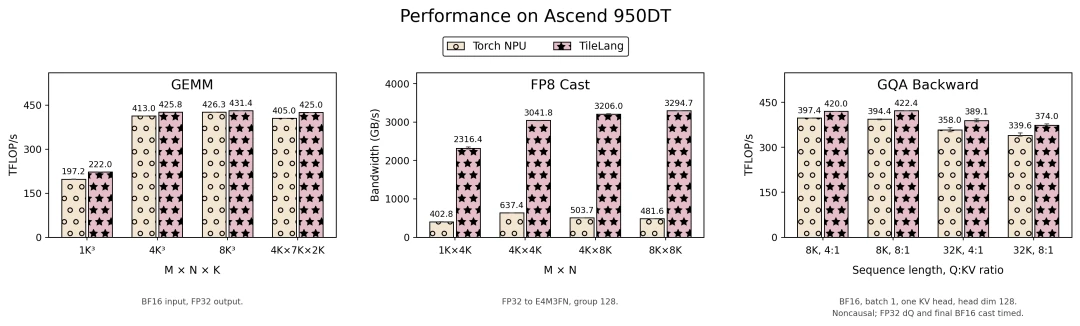 Performance on Ascend 950DT
Torch NPU TileLang
GEMM
TFLOP/s
450
300
150
0
197.2 222.0
413.0 425.8
426.3 431.4
405.0 425.0
1K³ 4K³ 8K³ 4K×7K×2K
M × N × K
BF16 input, FP32 output.
FP8 Cast
Bandwidth (GB/s)
4000
3000
2000
1000
0
402.8 2316.4
637.4 3041.8
503.7 3206.0
481.6 3294.7
1K×4K 4K×4K 4K×8K 8K×8K
M × N
FP32 to E4M3FN, group 128.
GQA Backward
TFLOP/s
450
300
150
0
397.4 420.0
394.4 422.4
358.0 389.1
339.6 374.0
8K, 4:1 8K, 8:1 32K, 4:1 32K, 8:1
Sequence length, Q:KV ratio
BF16, batch 1, one KV head, head dim 128.
Noncausal; FP32 dQ and final BF16 cast timed.